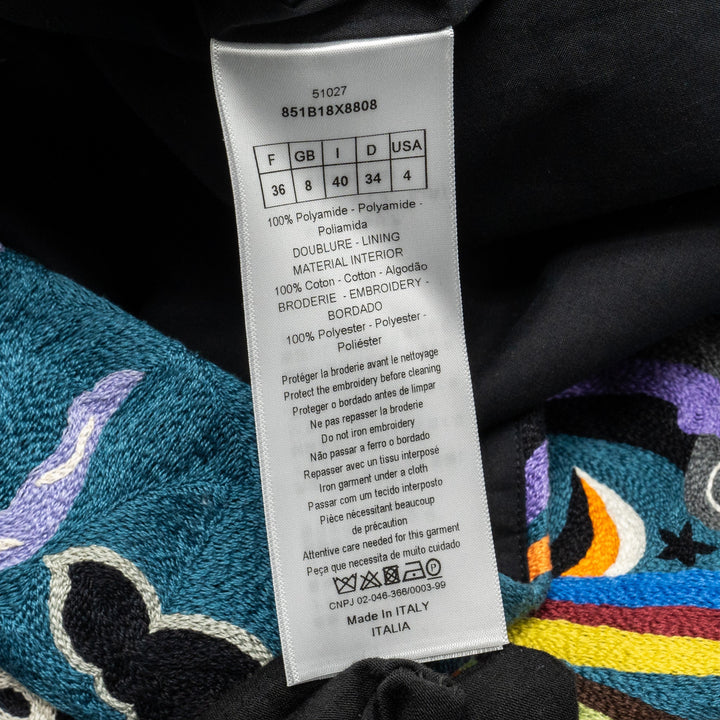 51027
851B18X8808
F GB I D USA
36 8 40 34 4
100% Polyamide - Polyamide -
Poliamida
DOUBLURE - LINING
MATERIAL INTERIOR
100% Coton - Cotton - Algodão
BRODERIE - EMBROIDERY -
BORDADO
100% Polyester - Polyester -
Poliéster
Protéger la broderie avant le nettoyage
Protect the embroidery before cleaning
Proteger o bordado antes de limpar
Ne pas repasser la broderie
Do not iron embroidery
Não passar a ferro o bordado
Repasser avec un tissu interposé
Iron garment under a cloth
Passar com um tecido interposto
Pièce nécessitant beaucoup
de précaution
Attentive care needed for this garment
Peça que necessita de muito cuidado
P
CNPJ 02-046-366/0003-99
Made In ITALY
ITALIA